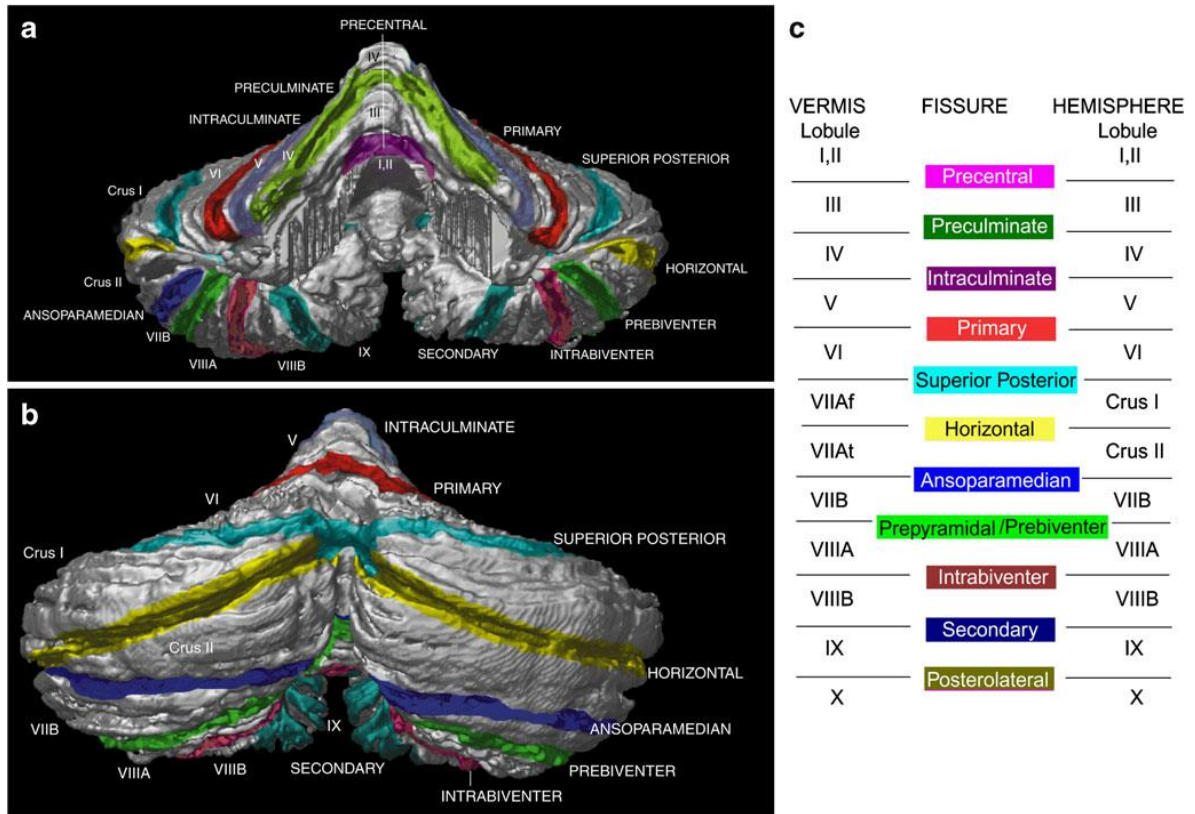 a
PRECENTRAL
IV
PRECULMINATE
III
INTRACULMINATE
PRIMARY
I,II
SUPERIOR POSTERIOR
VI
V
IV
Crus I
HORIZONTAL
Crus II
ANSOPARAMEDIAN
PREBIVENTER
VIIB
VIIIA
VIIIB
IX
SECONDARY
INTRABIVENTER
b
V
INTRACULMINATE
VI
PRIMARY
Crus I
SUPERIOR POSTERIOR
Crus II
HORIZONTAL
VIIB
IX
ANSOPARAMEDIAN
VIIIA
VIIIB
SECONDARY
PREBIVENTER
INTRABIVENTER
c
VERMIS FISSURE HEMISPHERE
Lobule Lobule
I,II I,II
Precentral
III III
Preculminate
IV IV
Intraculminate
V V
Primary
VI VI
Superior Posterior
VIIAf Crus I
Horizontal
VIIAt Crus II
Ansoparamedian
VIIB VIIB
Prepyramidal/Prebiventer
VIIIA VIIIA
Intrabiventer
VIIIB VIIIB
Secondary
IX IX
Posterolateral
X X